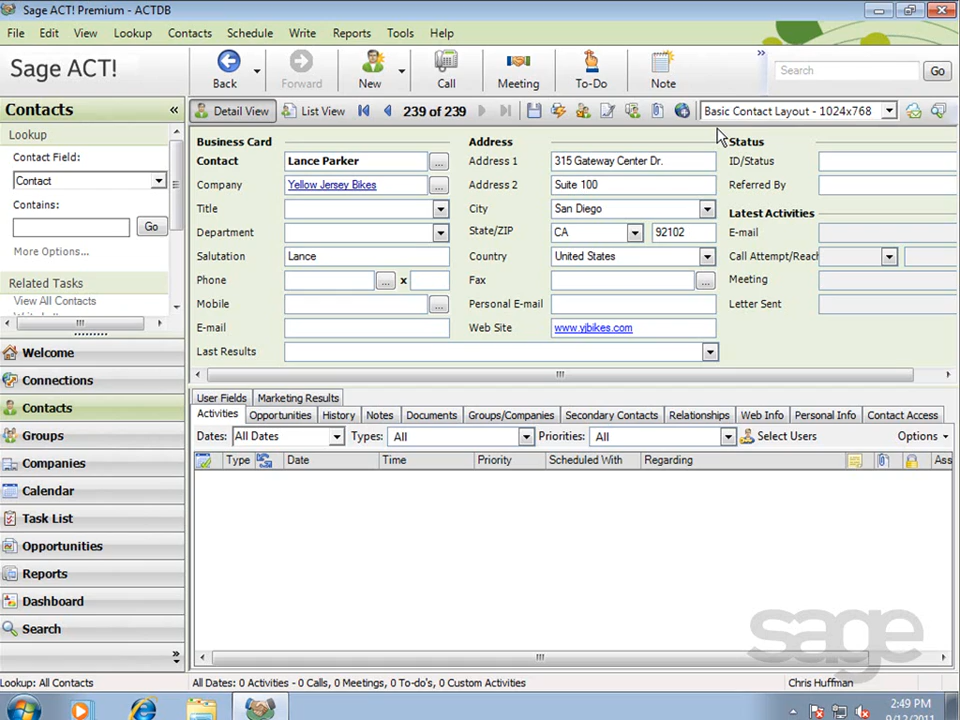 Sage ACT! Premium - ACTDB
File Edit View Lookup Contacts Schedule Write Reports Tools Help
Sage ACT!
Back Forward New Call Meeting To-Do Note » Search Go
Contacts «
Detail View List View 239 of 239 Basic Contact Layout - 1024x768
Lookup
Contact Field:
Contact
Contains:
Go
More Options...
Related Tasks
View All Contacts
Business Card Address Status
Contact Lance Parker ... Address 1 315 Gateway Center Dr. ID/Status
Company Yellow Jersey Bikes ... Address 2 Suite 100 Referred By
Title City San Diego Latest Activities
Department State/ZIP CA 92102 E-mail
Salutation Lance Country United States Call Attempt/Reach
Phone ... x Fax ... Meeting
Mobile ... Personal E-mail Letter Sent
E-mail Web Site www.yjbikes.com
Last Results
Welcome
Connections
Contacts
Groups
Companies
Calendar
Task List
Opportunities
Reports
Dashboard
Search
»
User Fields Marketing Results
Activities Opportunities History Notes Documents Groups/Companies Secondary Contacts Relationships Web Info Personal Info Contact Access
Dates: All Dates Types: All Priorities: All Select Users Options
Type Date Time Priority Scheduled With Regarding Ass
sage
Lookup: All Contacts All Dates: 0 Activities - 0 Calls, 0 Meetings, 0 To-do's, 0 Custom Activities Chris Huffman
2:49 PM
9/12/2011